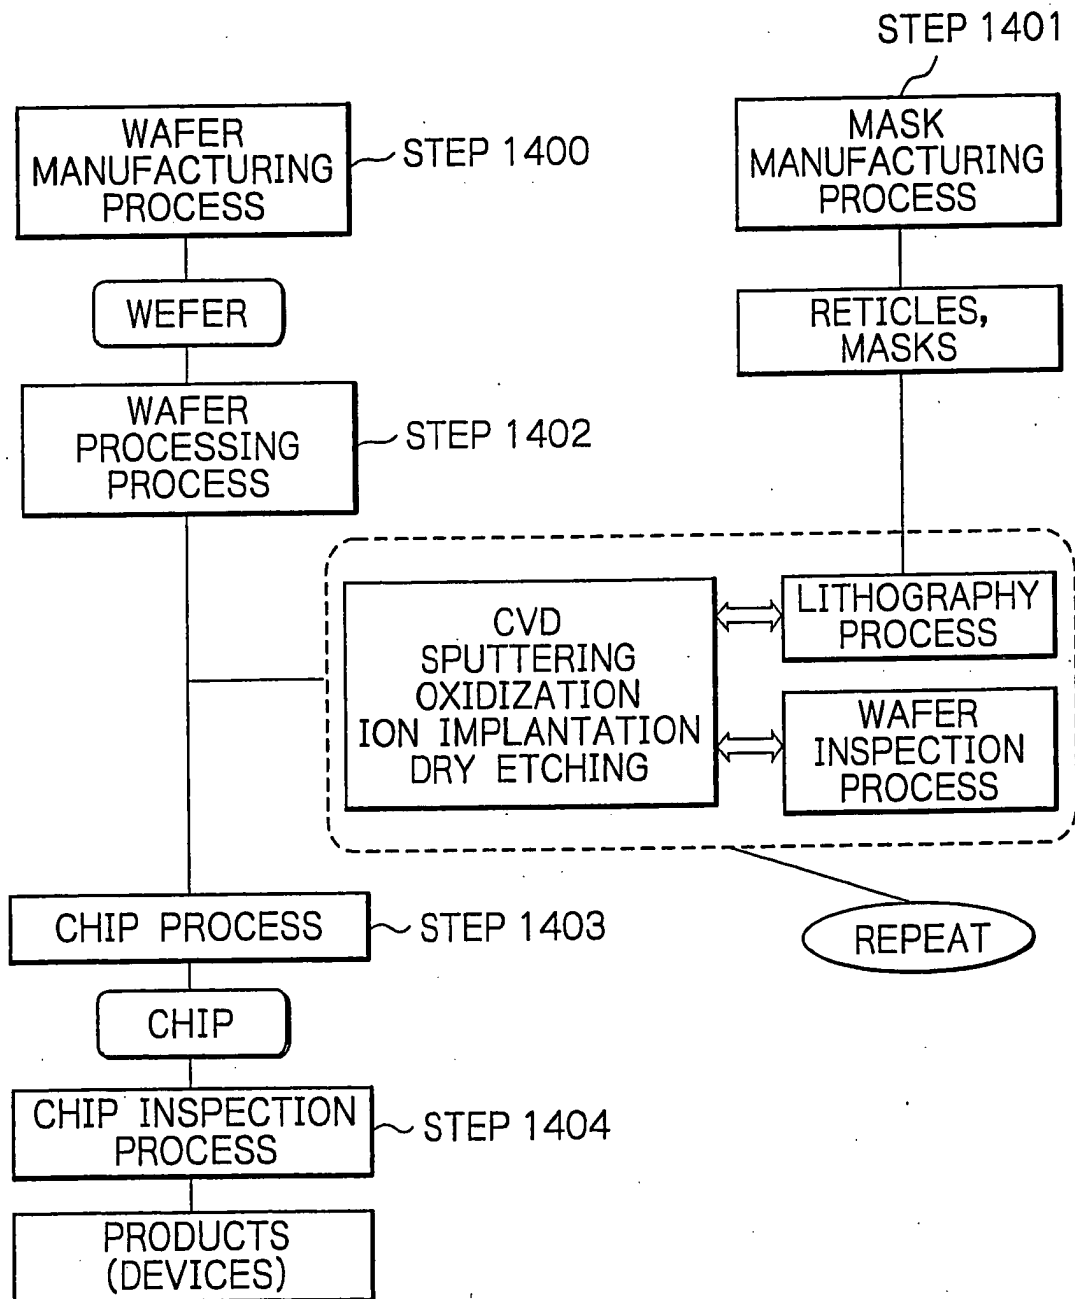 STEP 1401
WAFER
MANUFACTURING
PROCESS
STEP 1400
MASK
MANUFACTURING
PROCESS
WEFER
RETICLES,
MASKS
WAFER
PROCESSING
PROCESS
STEP 1402
CVD
SPUTTERING
OXIDIZATION
ION IMPLANTATION
DRY ETCHING
LITHOGRAPHY
PROCESS
WAFER
INSPECTION
PROCESS
CHIP PROCESS
STEP 1403
REPEAT
CHIP
CHIP INSPECTION
PROCESS
STEP 1404
PRODUCTS
(DEVICES)